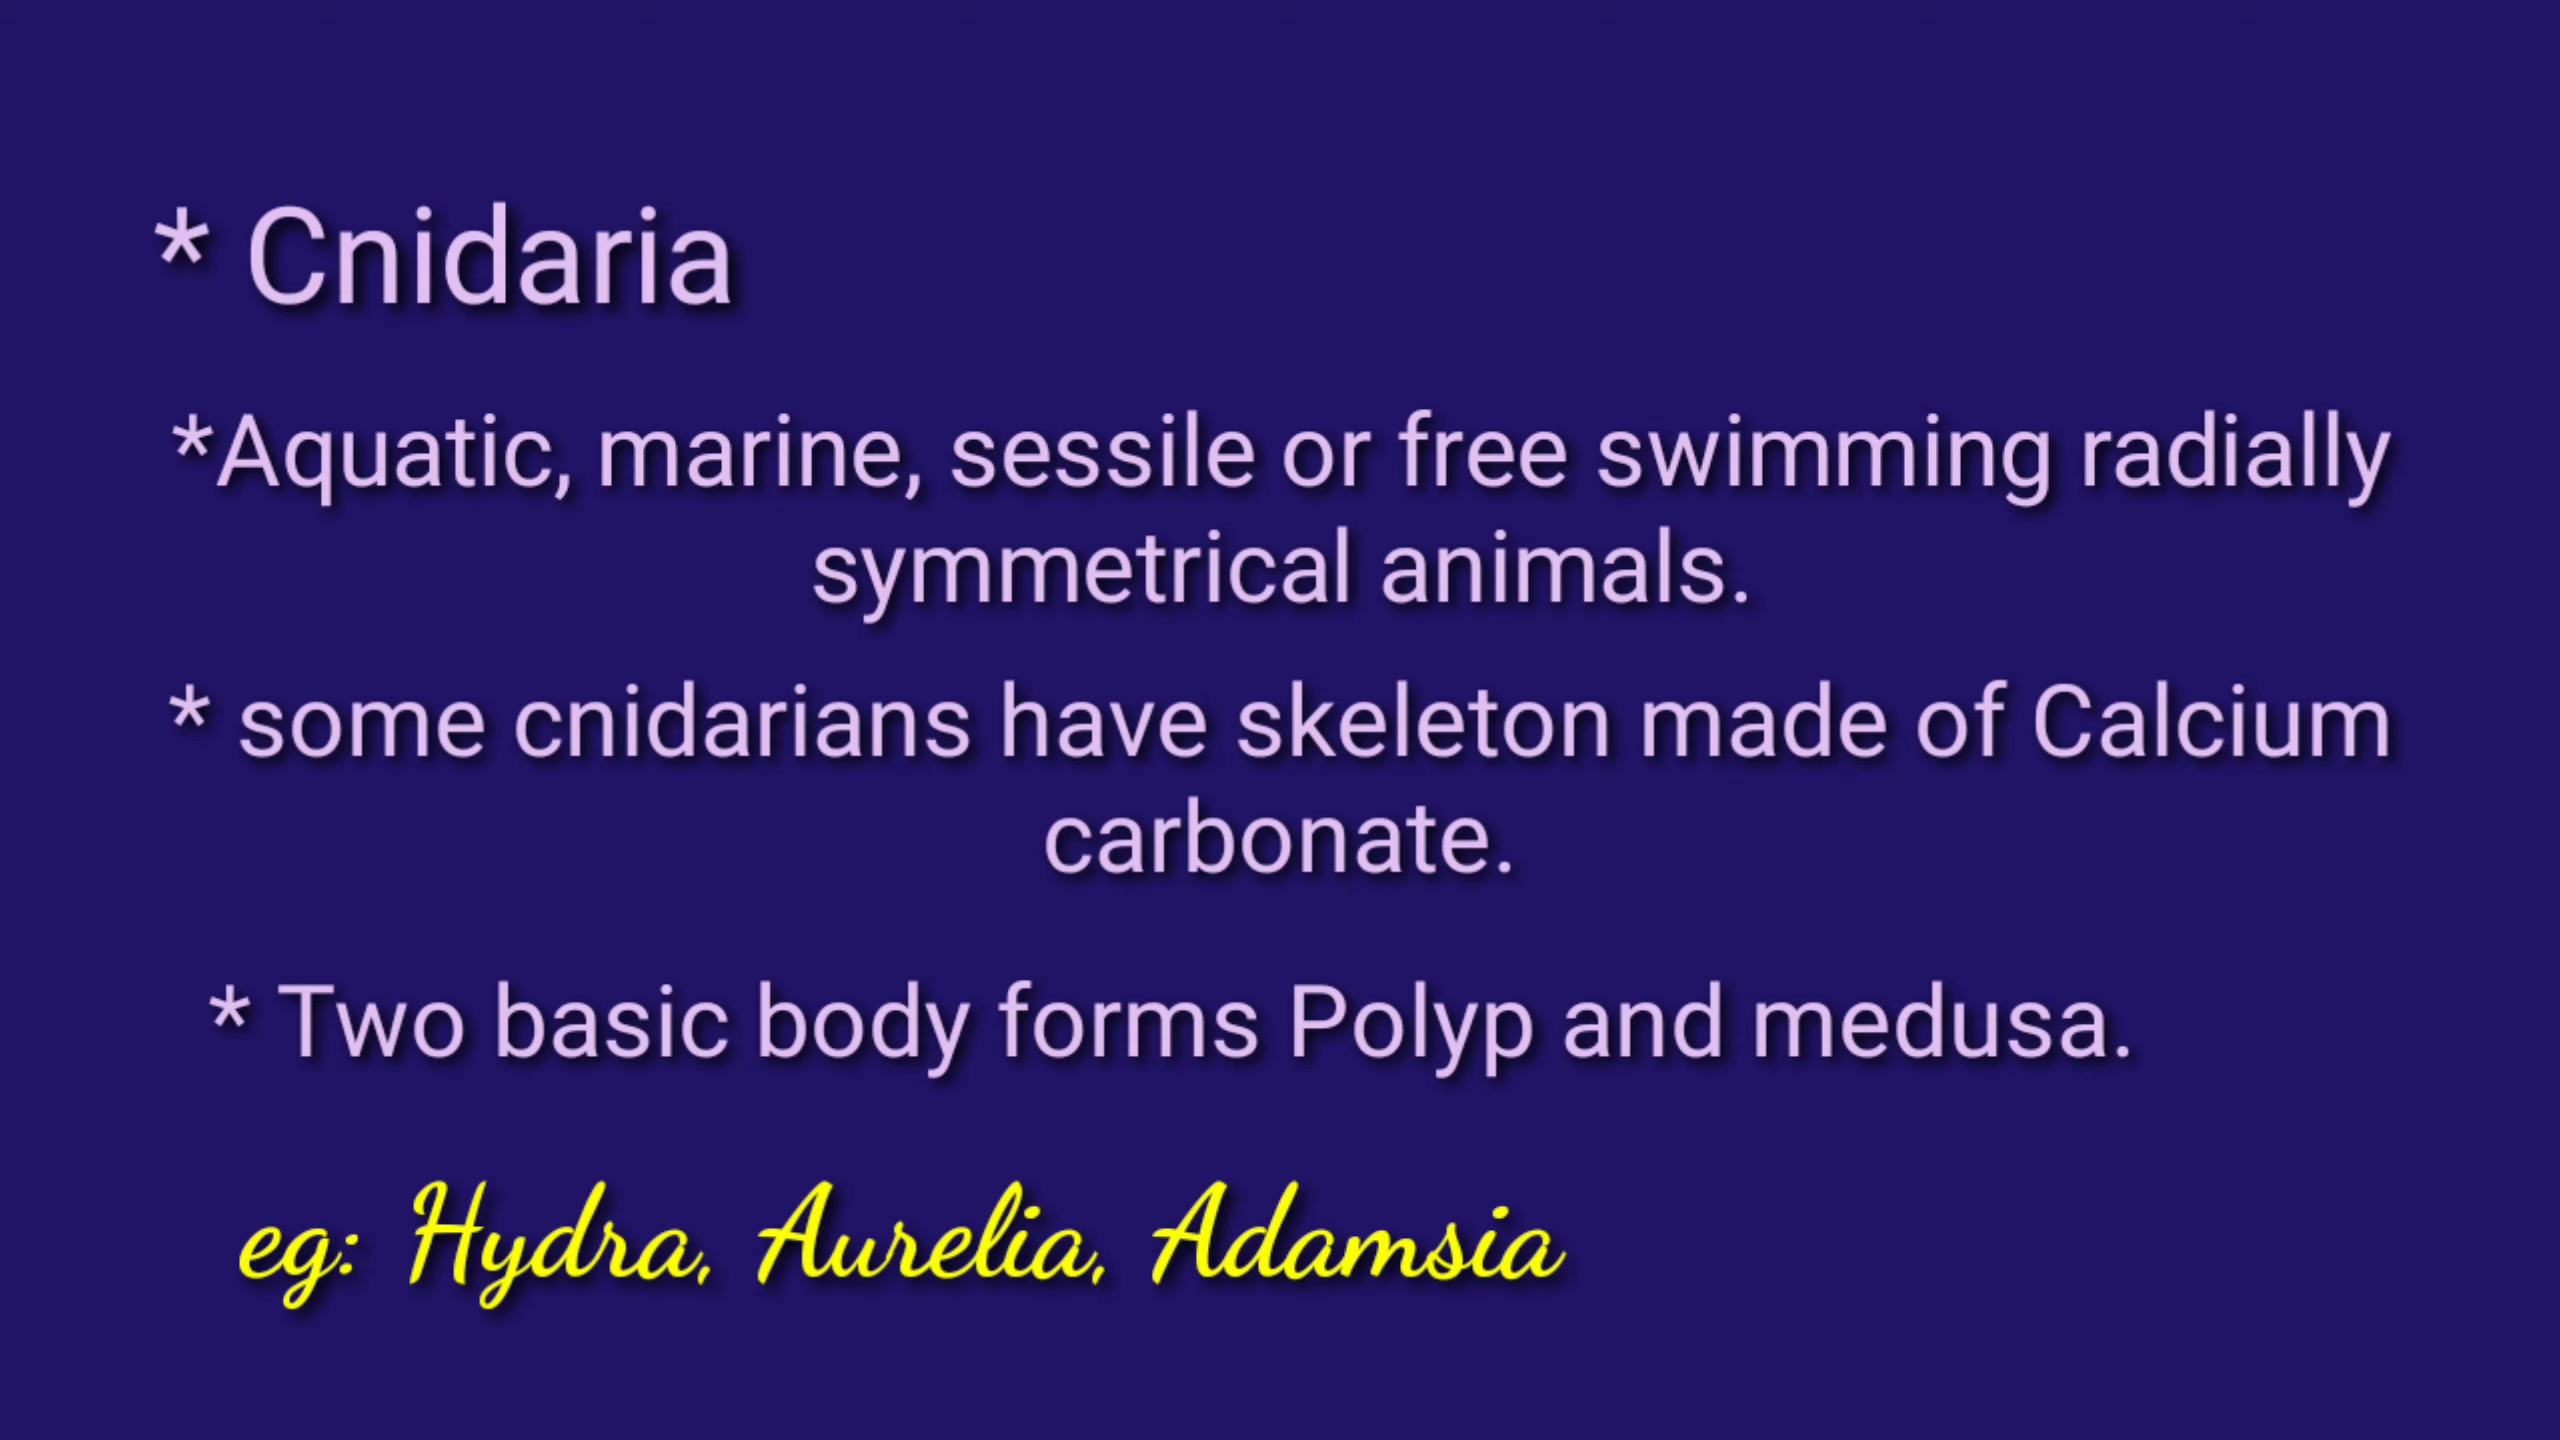 * Cnidaria
*Aquatic, marine, sessile or free swimming radially
symmetrical animals.
* some cnidarians have skeleton made of Calcium
carbonate.
* Two basic body forms Polyp and medusa.
eg: Hydra, Aurelia, Adamsia